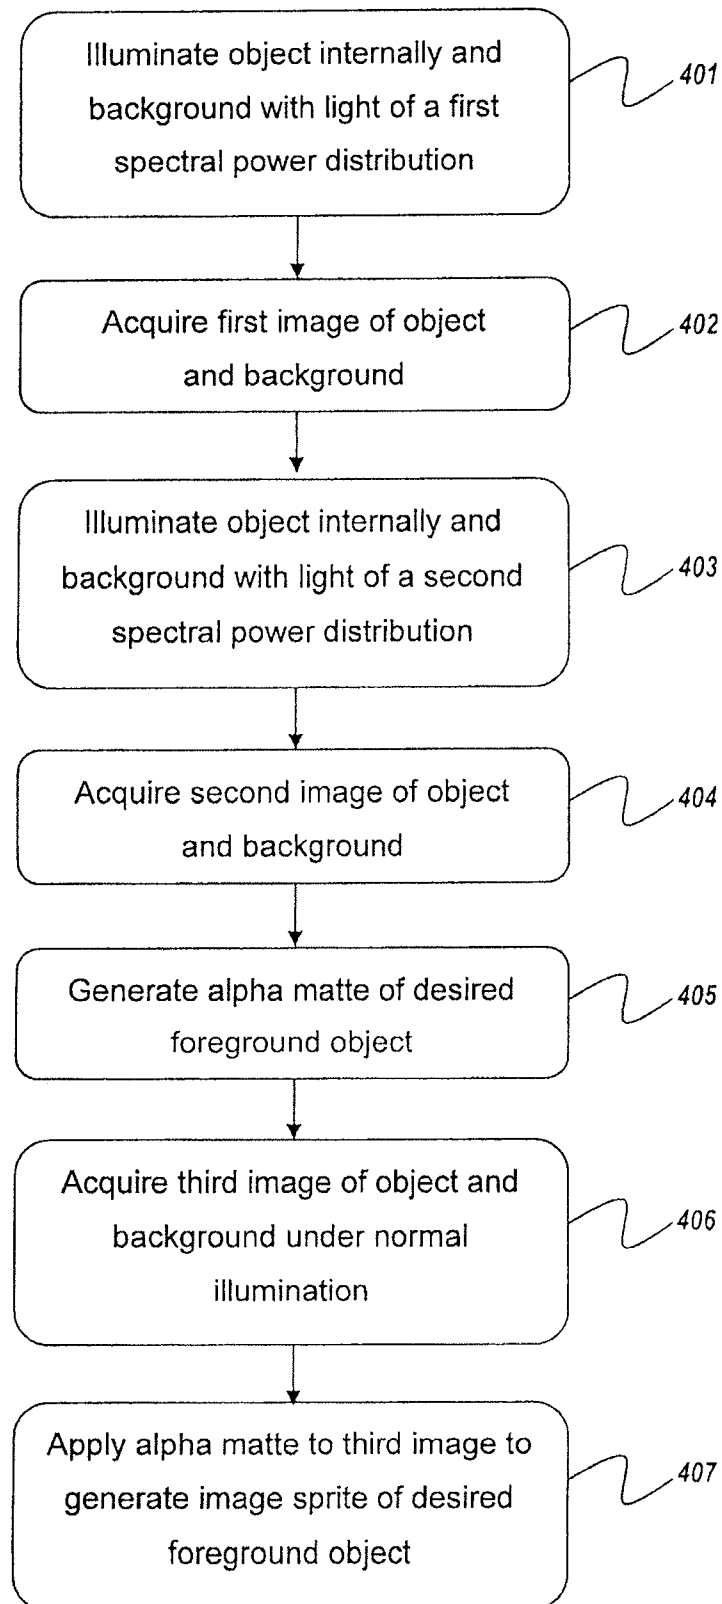 Illuminate object internally and
background with light of a first
spectral power distribution
401
Acquire first image of object
and background
402
Illuminate object internally and
background with light of a second
spectral power distribution
403
Acquire second image of object
and background
404
Generate alpha matte of desired
foreground object
405
Acquire third image of object and
background under normal
illumination
406
Apply alpha matte to third image to
generate image sprite of desired
foreground object
407